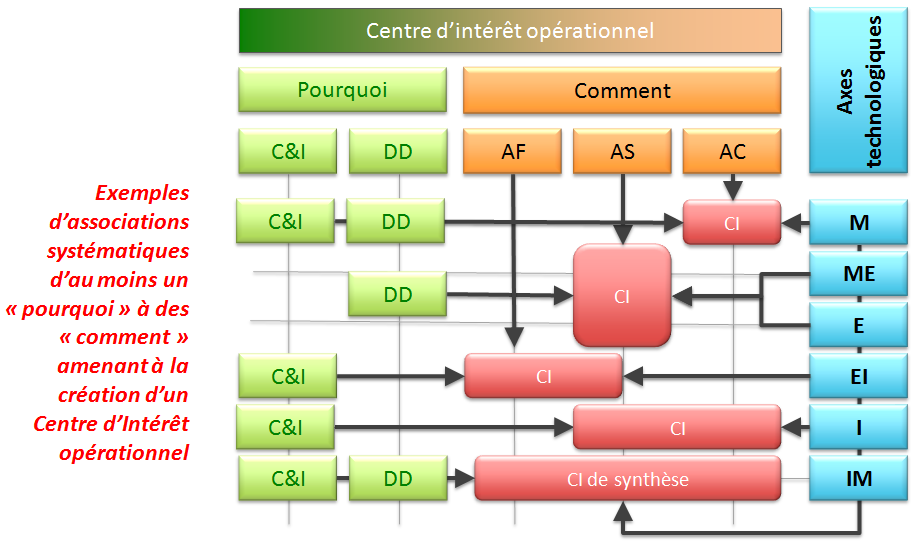 Centre d'intérêt opérationnel
Axes
technologiques
Pourquoi
Comment
C&I
DD
AF
AS
AC
Exemples
d'associations
systématiques
d'au moins un
« pourquoi » à des
« comment »
amenant à la
création d'un
Centre d'Intérêt
opérationnel
C&I
DD
CI
M
ME
DD
CI
E
C&I
CI
EI
C&I
CI
I
C&I
DD
CI de synthèse
IM